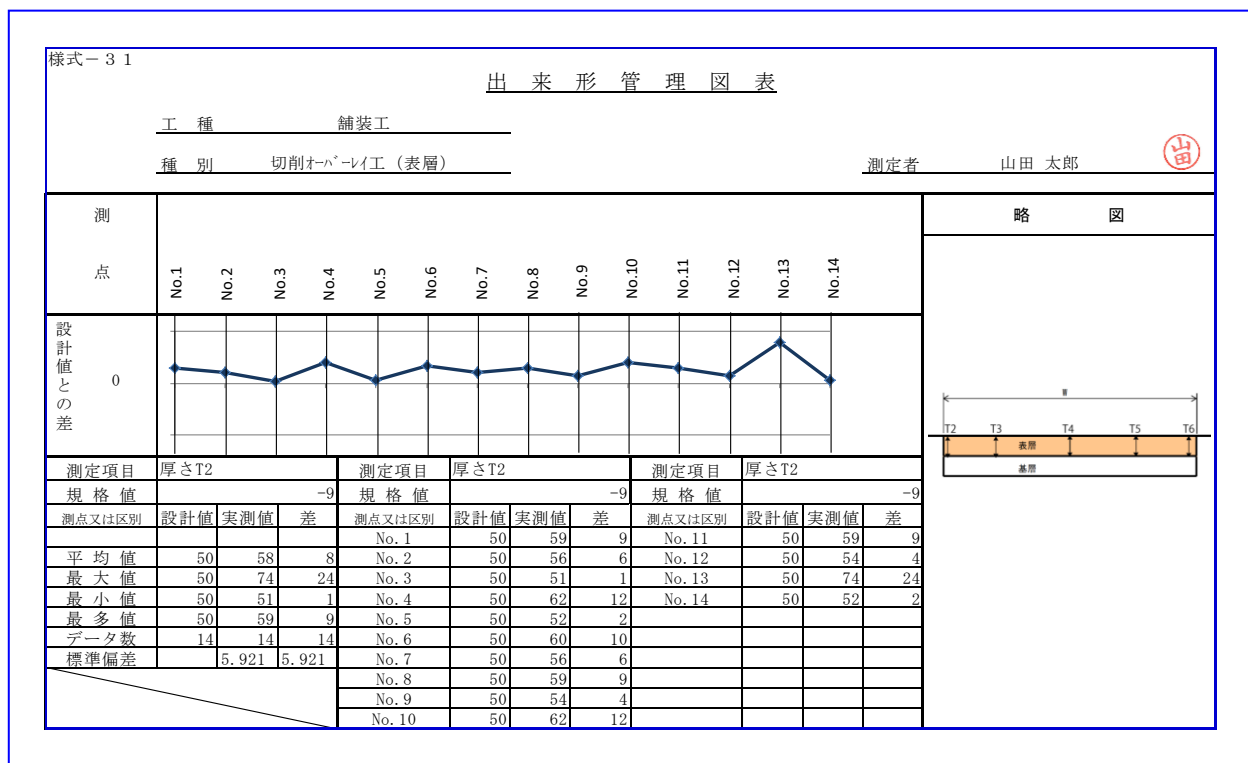 様式－３１
出 来 形 管 理 図 表
工 種 舗装工
種 別 切削ｵｰﾊﾞｰﾚｲ工（表層）
測定者 山田 太郎 山田
測点 No.1 No.2 No.3 No.4 No.5 No.6 No.7 No.8 No.9 No.10 No.11 No.12 No.13 No.14
略 図
設計値との差 0
W
T2 T3 T4 T5 T6
表層
基層
測定項目 厚さT2 測定項目 厚さT2 測定項目 厚さT2
規 格 値 -9 規 格 値 -9 規 格 値 -9
測点又は区別 設計値 実測値 差 測点又は区別 設計値 実測値 差 測点又は区別 設計値 実測値 差
No.1 50 59 9 No.11 50 59 9
平 均 値 50 58 8 No.2 50 56 6 No.12 50 54 4
最 大 値 50 74 24 No.3 50 51 1 No.13 50 74 24
最 小 値 50 51 1 No.4 50 62 12 No.14 50 52 2
最 多 値 50 59 9 No.5 50 52 2
データ数 14 14 14 No.6 50 60 10
標準偏差 5.921 5.921 No.7 50 56 6
No.8 50 59 9
No.9 50 54 4
No.10 50 62 12